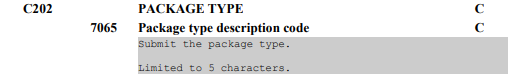 C202 PACKAGE TYPE C
7065 Package type description code C
Submit the package type.
Limited to 5 characters.